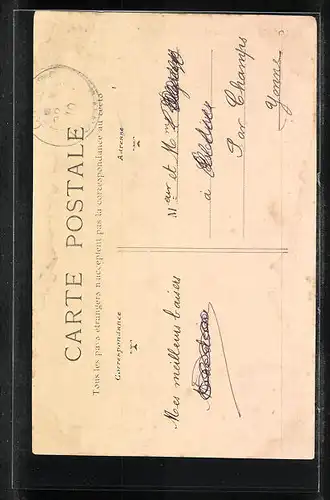 CARTE POSTALE
Tous les pays étrangers n'acceptent pas la correspondance au recto
Correspondance
Adresse
Mes meilleurs baisers
Mr et Mme
à
Par Champs
Yonne